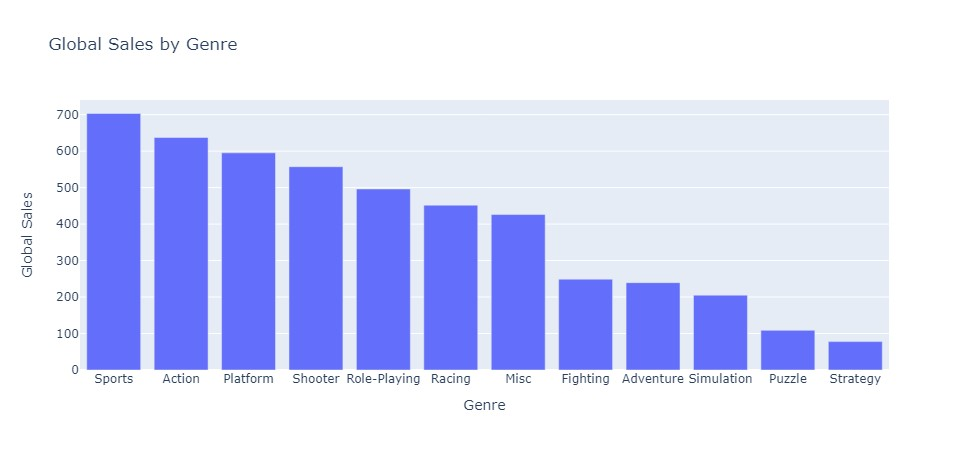 Global Sales by Genre
Global Sales
700
600
500
400
300
200
100
0
Sports Action Platform Shooter Role-Playing Racing Misc Fighting Adventure Simulation Puzzle Strategy
Genre